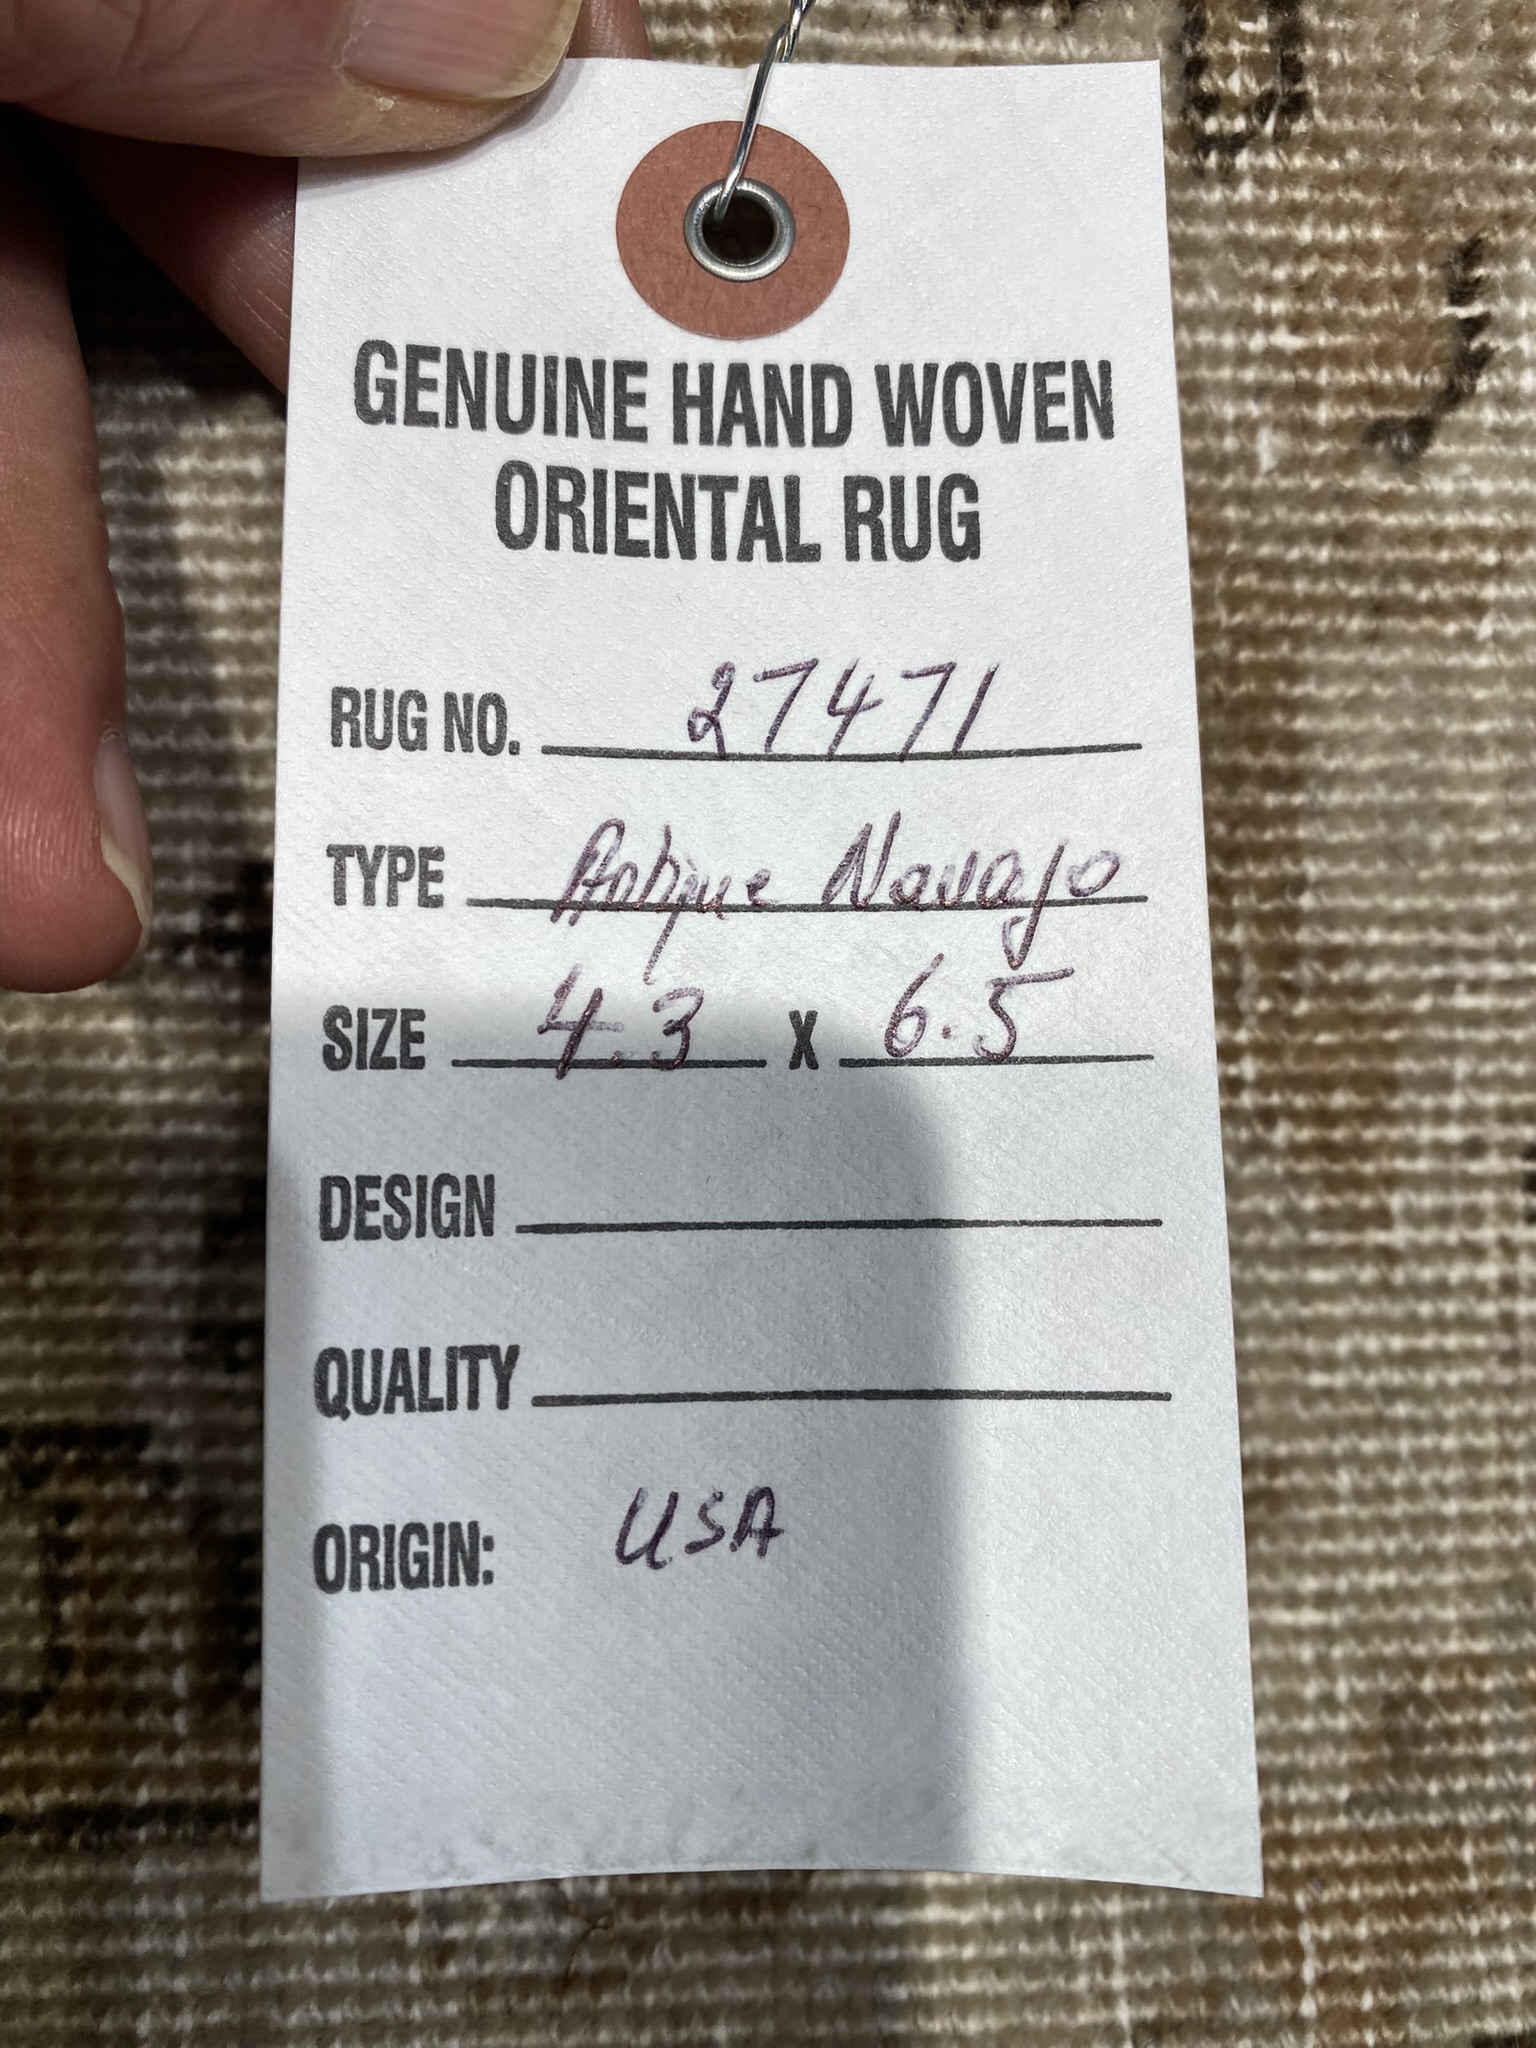 GENUINE HAND WOVEN
ORIENTAL RUG
RUG NO. 27471
TYPE Antique Navajo
SIZE 4.3 X 6.5
DESIGN
QUALITY
ORIGIN: USA